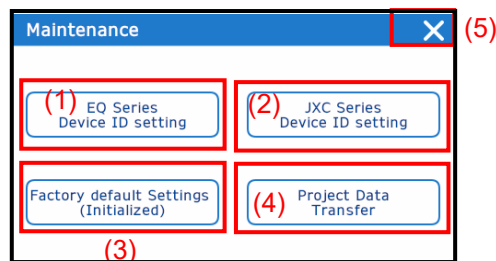 Maintenance
(5)
(1)
EQ Series
Device ID setting
(2)
JXC Series
Device ID setting
Factory default Settings
(Initialized)
(3)
(4)
Project Data
Transfer